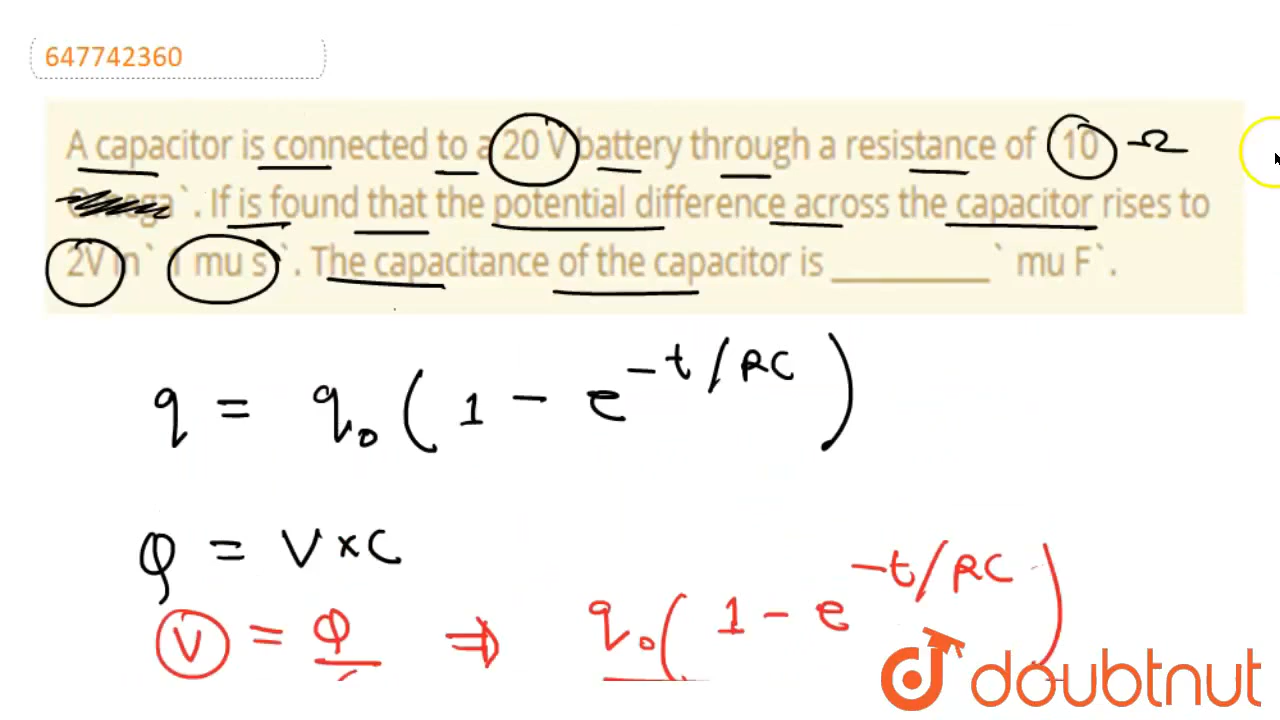 647742360
A capacitor is connected to a 20 V battery through a resistance of 10 Ω
`. If is found that the potential difference across the capacitor rises to
2V in` 1 mu s`. The capacitance of the capacitor is __________ ` mu F`.
q = q₀ ( 1 - e^-t/RC )
Q = V × C
V = Q ⇒ q₀ ( 1 - e^-t/RC )
doubtnut